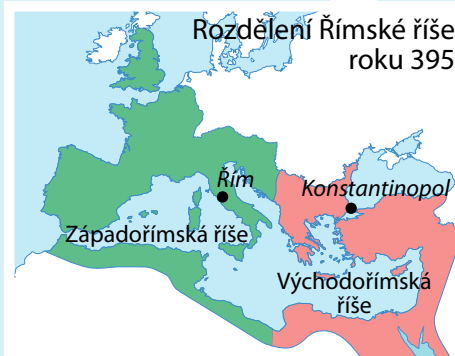 Rozdělení Římské říše
roku 395
Řím
Konstantinopol
Západořímská říše
Východořímská
říše